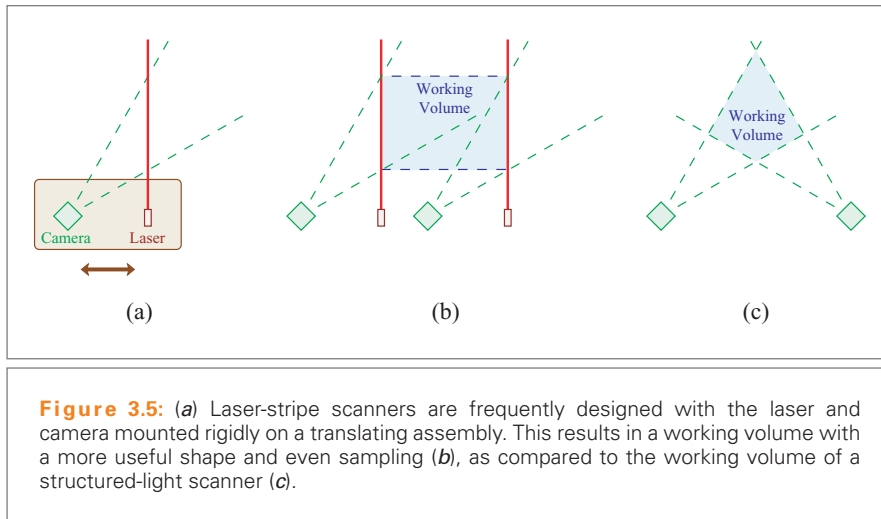 Working
Volume
Working
Volume
Camera
Laser
(a)
(b)
(c)
Figure 3.5: (a) Laser-stripe scanners are frequently designed with the laser and
camera mounted rigidly on a translating assembly. This results in a working volume with
a more useful shape and even sampling (b), as compared to the working volume of a
structured-light scanner (c).